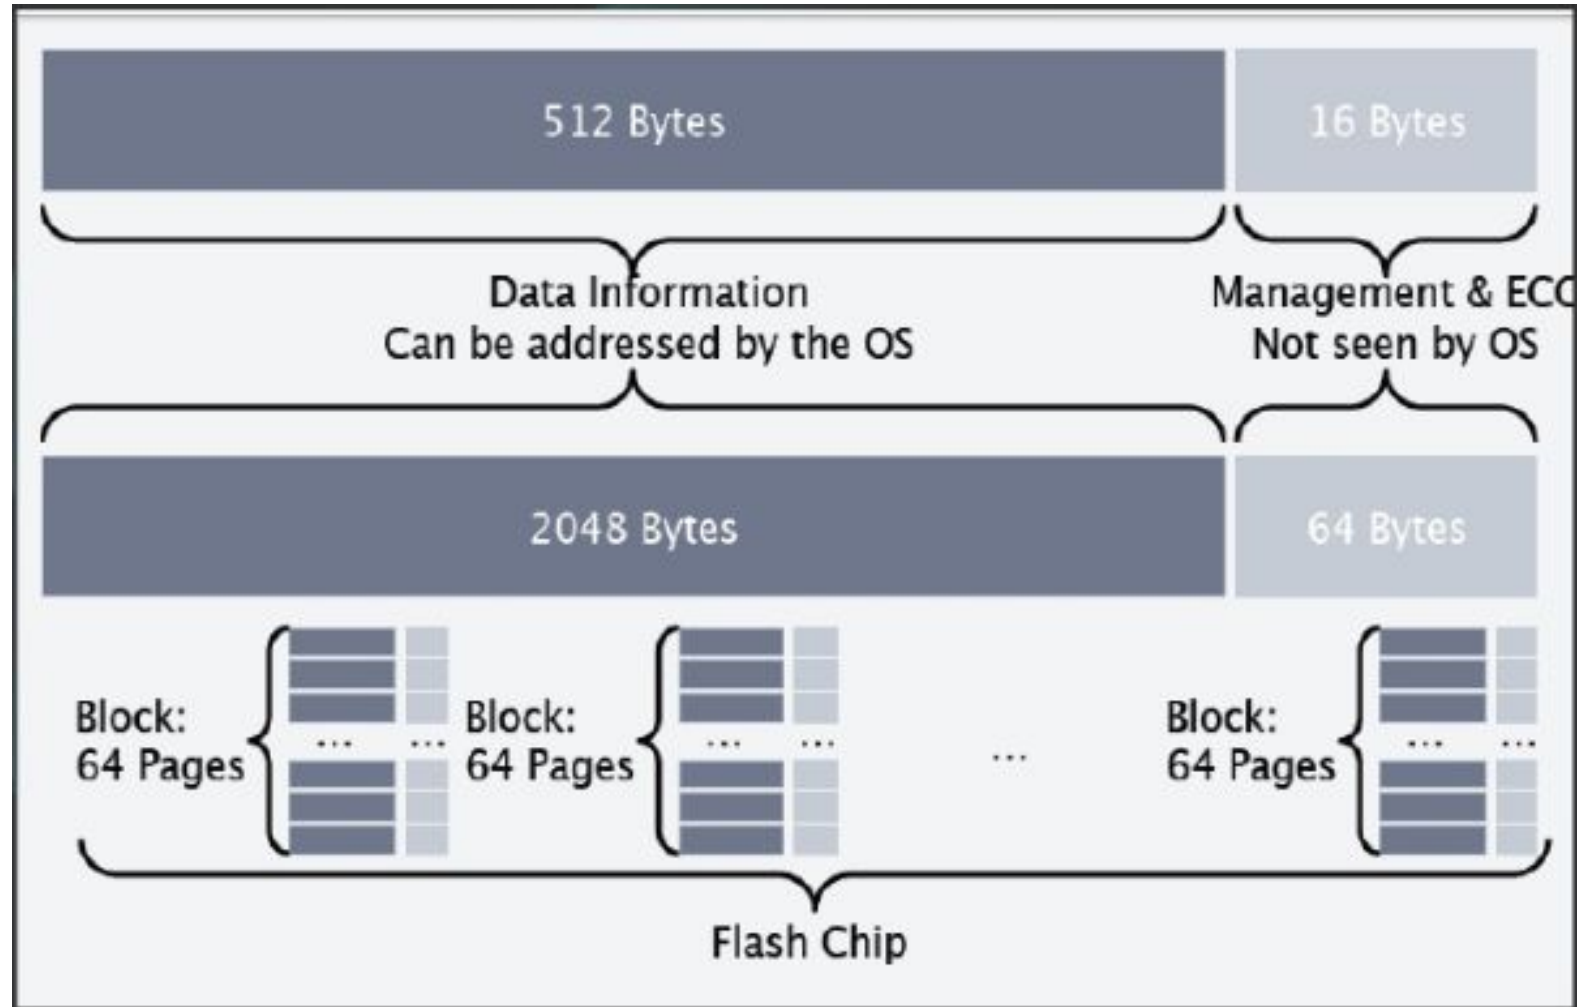 512 Bytes
16 Bytes
Data Information
Can be addressed by the OS
Management & ECC
Not seen by OS
2048 Bytes
64 Bytes
Block:
64 Pages
...
...
Block:
64 Pages
...
...
...
Block:
64 Pages
...
...
Flash Chip